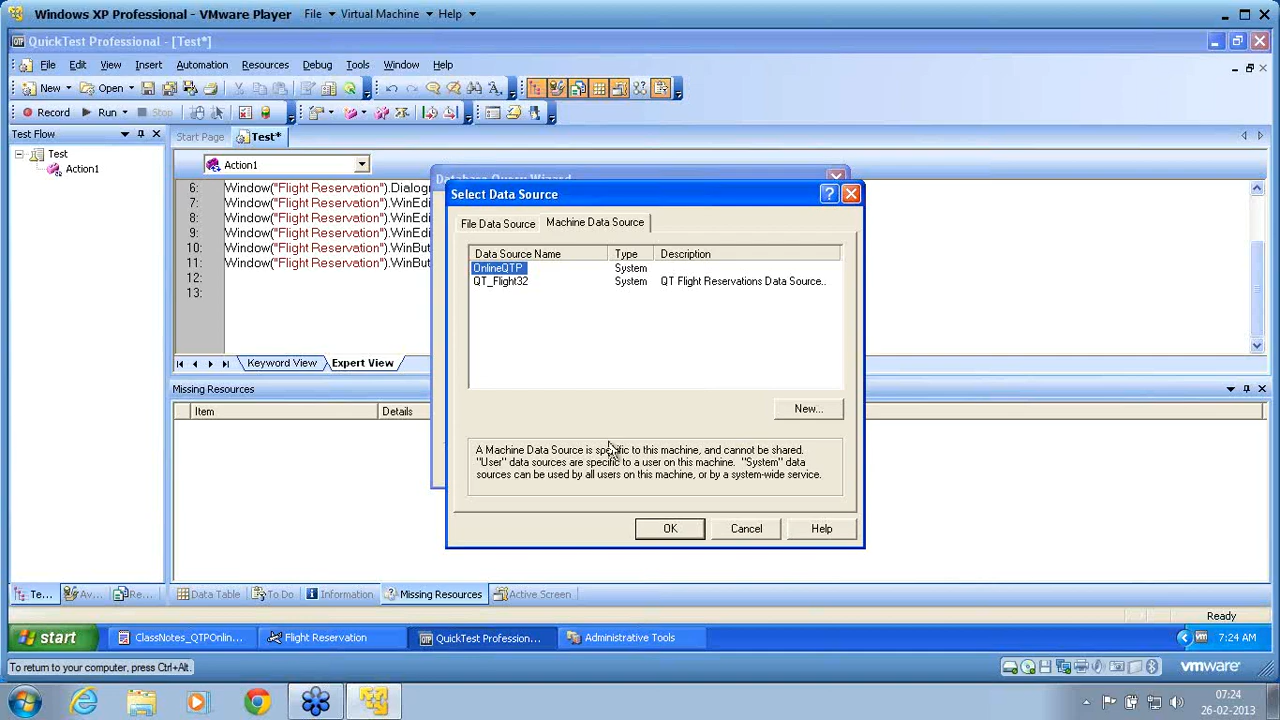 Windows XP Professional - VMware Player File Virtual Machine Help
QuickTest Professional - [Test*]
File Edit View Insert Automation Resources Debug Tools Window Help
New Open
Record Run Stop
Test Flow
Start Page Test*
Test
Action1
Action1
6: Window("Flight Reservation").Dialog
7: Window("Flight Reservation").WinEdi
8: Window("Flight Reservation").WinEdi
9: Window("Flight Reservation").WinEdi
10: Window("Flight Reservation").WinBut
11: Window("Flight Reservation").WinBut
12:
13:
Keyword View Expert View
Database Query Wizard
Select Data Source
File Data Source Machine Data Source
Data Source Name Type Description
OnlineQTP System
QT_Flight32 System QT Flight Reservations Data Source..
New...
A Machine Data Source is specific to this machine, and cannot be shared.
"User" data sources are specific to a user on this machine. "System" data
sources can be used by all users on this machine, or by a system-wide service.
OK Cancel Help
Missing Resources
Item Details
Te... Av... Re... Data Table To Do Information Missing Resources Active Screen
Ready
start ClassNotes_QTPOnlin... Flight Reservation QuickTest Profession... Administrative Tools 7:24 AM
To return to your computer, press Ctrl+Alt. vmware
07:24
26-02-2013